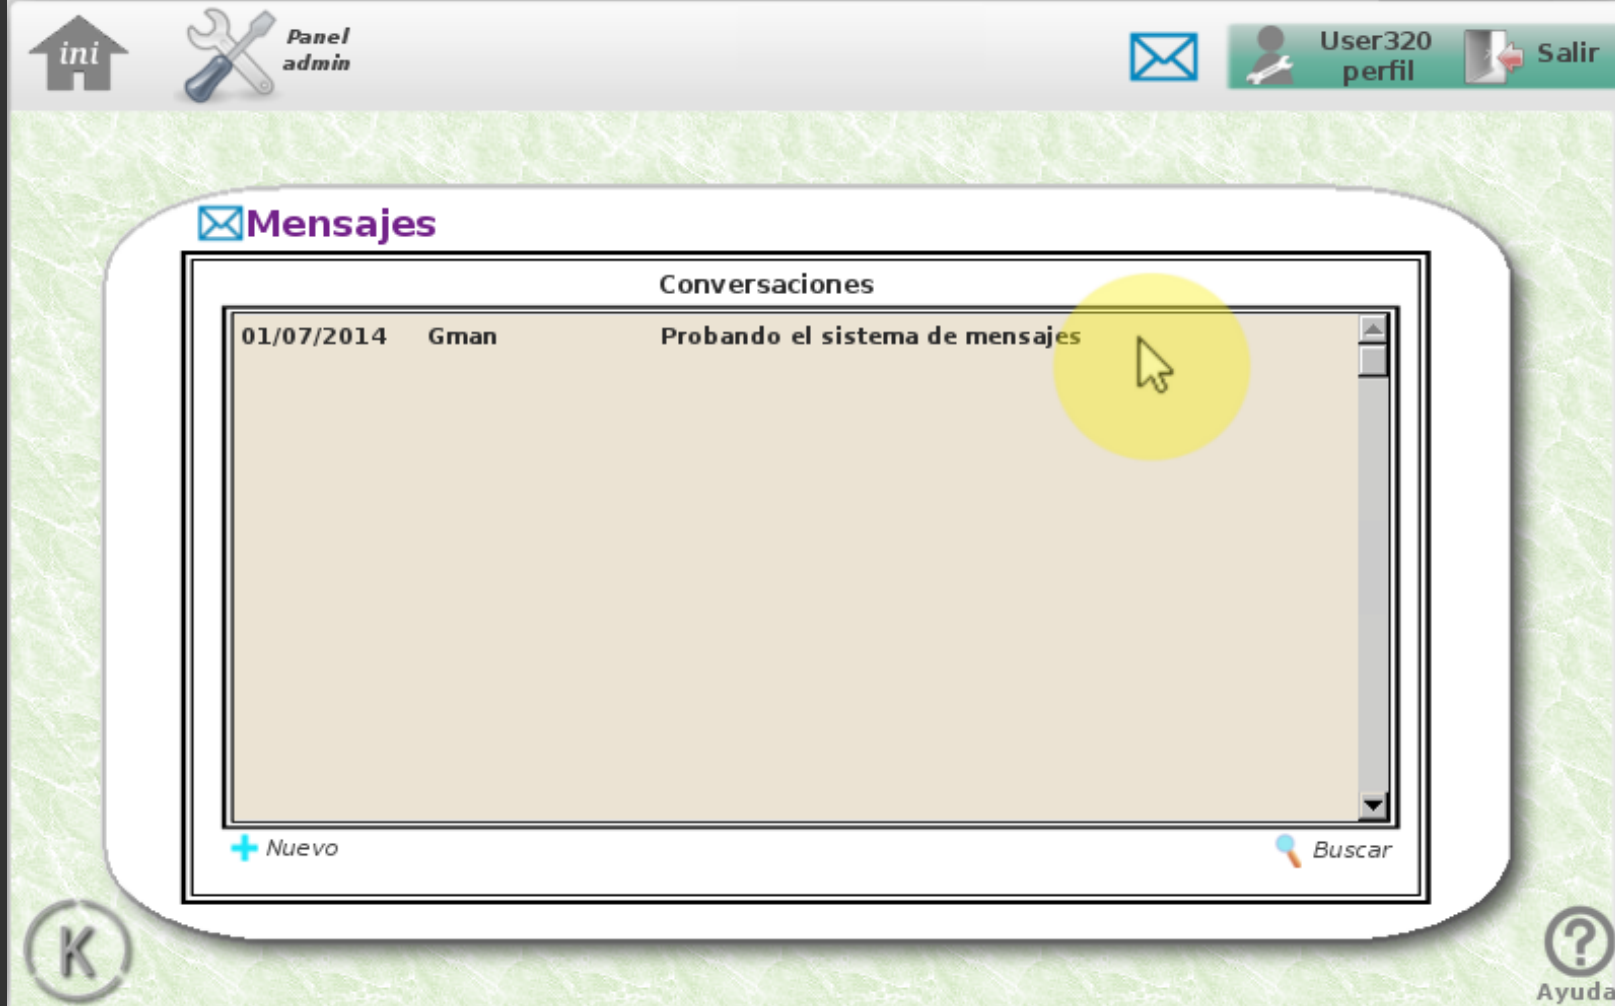 ini
Panel
admin
User320
perfil
Salir
Mensajes
Conversaciones
01/07/2014 Gman Probando el sistema de mensajes
Nuevo
Buscar
K
Ayuda